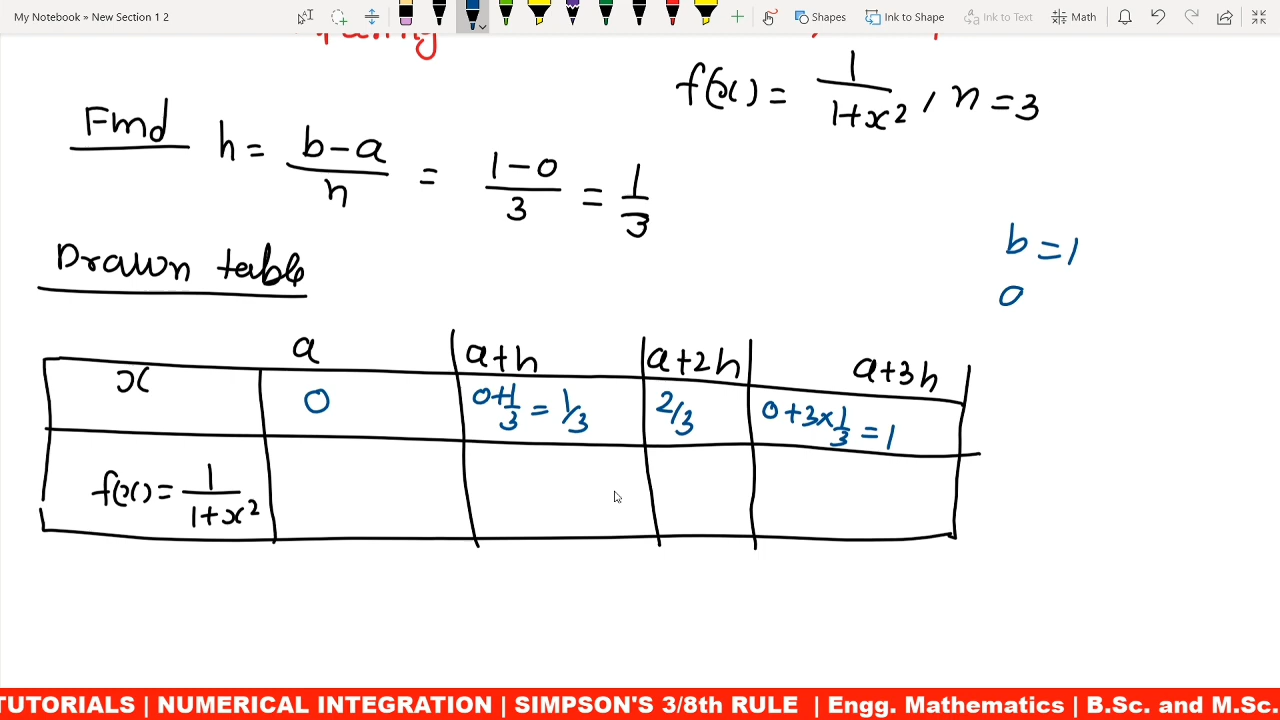 My Notebook » New Section 1 2
Shapes
Ink to Shape
Ink to Text
Math
f(x) = 1/(1+x²), n = 3
Find h = (b-a)/n = (1-0)/3 = 1/3
b = 1
0
Drawn table
a a+h a+2h a+3h
x 0 0+1/3 = 1/3 2/3 0+3×1/3 = 1
f(x) = 1/(1+x²)
TUTORIALS | NUMERICAL INTEGRATION | SIMPSON'S 3/8th RULE | Engg. Mathematics | B.Sc. and M.Sc.